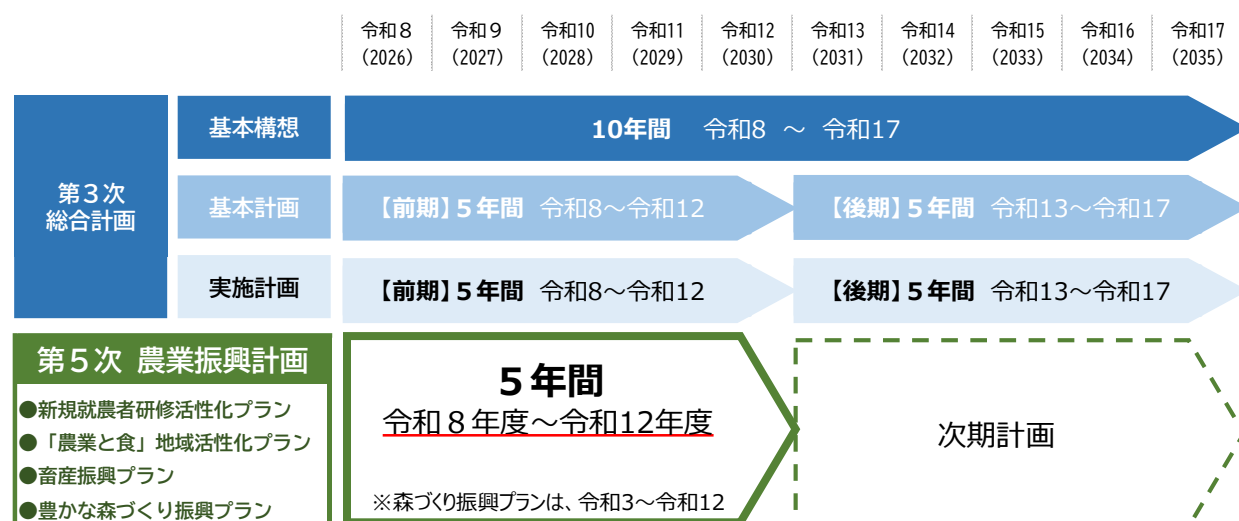 令和８ 令和９ 令和10 令和11 令和12 令和13 令和14 令和15 令和16 令和17
(2026) (2027) (2028) (2029) (2030) (2031) (2032) (2033) (2034) (2035)
第３次
総合計画
基本構想
10年間 令和8 ～ 令和17
基本計画
【前期】５年間 令和8～令和12
【後期】５年間 令和13～令和17
実施計画
【前期】５年間 令和8～令和12
【後期】５年間 令和13～令和17
第５次 農業振興計画
●新規就農者研修活性化プラン
●「農業と食」地域活性化プラン
●畜産振興プラン
●豊かな森づくり振興プラン
５年間
令和８年度～令和12年度
※森づくり振興プランは、令和3～令和12
次期計画